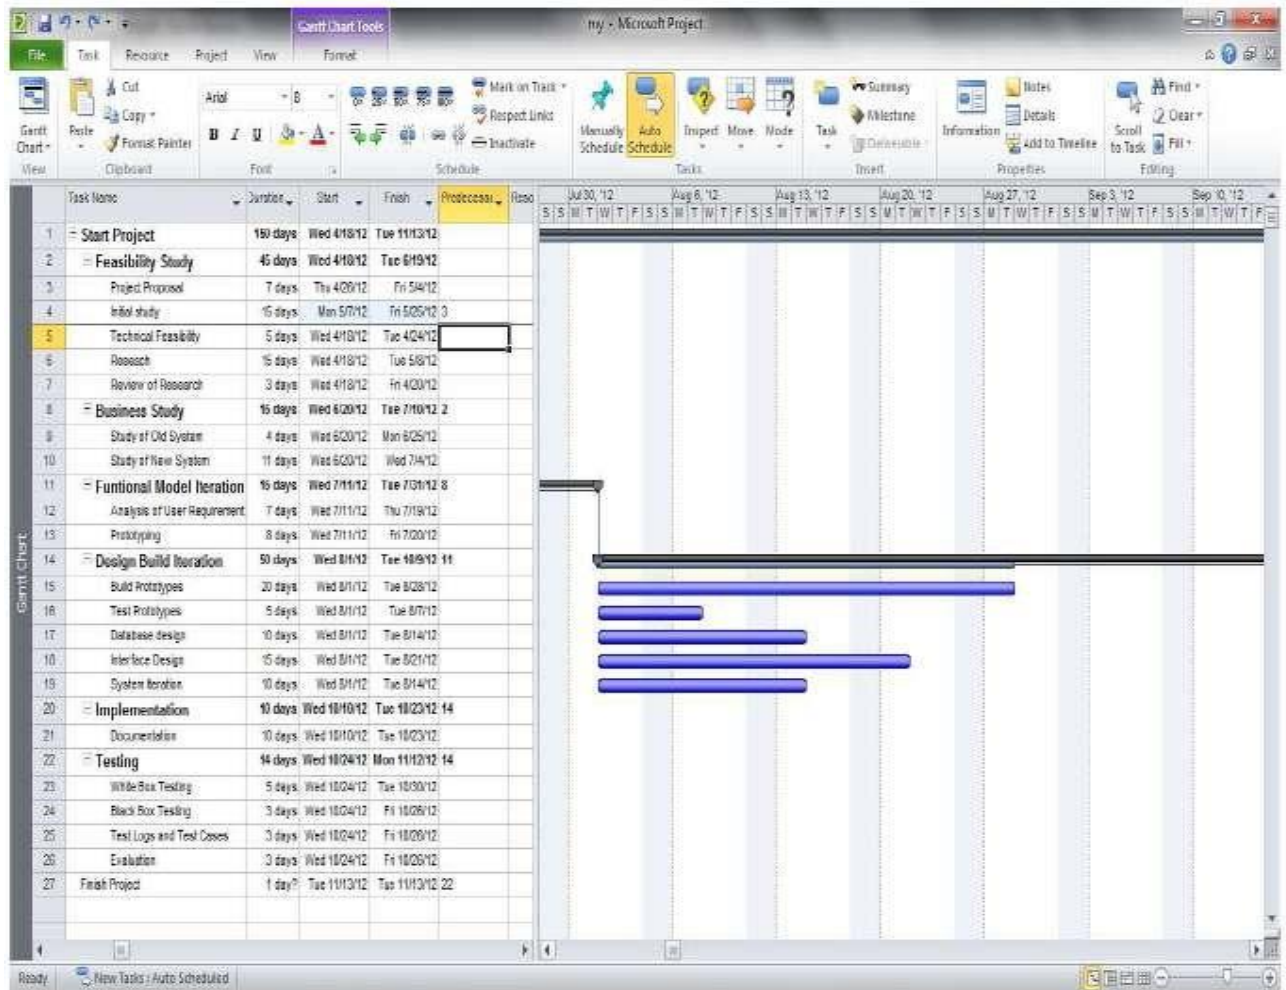 Gantt Chart Tools
my - Microsoft Project
File Task Resource Project View Format
Cut
Copy
Format Painter
Paste
Gantt Chart
View
Clipboard
Arial 8
B I U A
Font
0% 25% 50% 75%
Mark on Track
Respect Links
Inactivate
Schedule
Manually Schedule
Auto Schedule
Inspect Move Mode
Tasks
Task
Summary
Milestone
Deliverable
Insert
Information
Notes
Details
Add to Timeline
Properties
Scroll to Task
Find
Clear
Fill
Editing
Task Name Duration Start Finish Predecessor Reso
Jul 30, '12 Aug 6, '12 Aug 13, '12 Aug 20, '12 Aug 27, '12 Sep 3, '12 Sep 10, '12
S S M T W T F S S M T W T F S S M T W T F S S M T W T F S S M T W T F S S M T W T F S S M T W T F
1 Start Project 150 days Wed 4/18/12 Tue 11/13/12
2 Feasibility Study 45 days Wed 4/18/12 Tue 6/19/12
3 Project Proposal 7 days Thu 4/26/12 Fri 5/4/12
4 Initial study 15 days Mon 5/7/12 Fri 5/25/12 3
5 Technical Feasibility 5 days Wed 4/18/12 Tue 4/24/12
6 15 days Wed 4/18/12 Tue 5/8/12
7 Review of Research 3 days Wed 4/18/12 Fri 4/20/12
8 Business Study 15 days Wed 6/20/12 Tue 7/10/12 2
9 Study of Old System 4 days Wed 6/20/12 Mon 6/25/12
10 Study of New System 11 days Wed 6/20/12 Wed 7/4/12
11 Funtional Model Iteration 15 days Wed 7/11/12 Tue 7/31/12 8
12 Analysis of User Requirement 7 days Wed 7/11/12 Thu 7/19/12
13 Prototyping 8 days Wed 7/11/12 Fri 7/20/12
14 Design Build Iteration 50 days Wed 8/1/12 Tue 10/9/12 11
15 Build Prototypes 20 days Wed 8/1/12 Tue 8/28/12
16 Test Prototypes 5 days Wed 8/1/12 Tue 8/7/12
17 Database design 10 days Wed 8/1/12 Tue 8/14/12
18 Interface Design 15 days Wed 8/1/12 Tue 8/21/12
19 System Iteration 10 days Wed 8/1/12 Tue 8/14/12
20 Implementation 10 days Wed 10/10/12 Tue 10/23/12 14
21 Documentation 10 days Wed 10/10/12 Tue 10/23/12
22 Testing 14 days Wed 10/24/12 Mon 11/12/12 14
23 White Box Testing 5 days Wed 10/24/12 Tue 10/30/12
24 Black Box Testing 3 days Wed 10/24/12 Fri 10/26/12
25 Test Logs and Test Cases 3 days Wed 10/24/12 Fri 10/26/12
26 Evaluation 3 days Wed 10/24/12 Fri 10/26/12
27 Finish Project 1 day? Tue 11/13/12 Tue 11/13/12 22
Gantt Chart
Ready New Tasks : Auto Scheduled